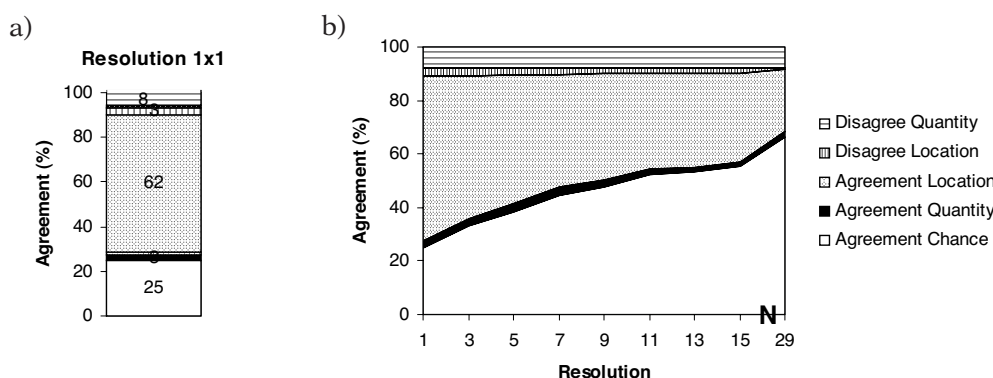 a)
Resolution 1x1
Agreement (%)
100
80
60
40
20
0
8
3
62
25
b)
Agreement (%)
100
80
60
40
20
0
1 3 5 7 9 11 13 15 29
N
Resolution
Disagree Quantity
Disagree Location
Agreement Location
Agreement Quantity
Agreement Chance